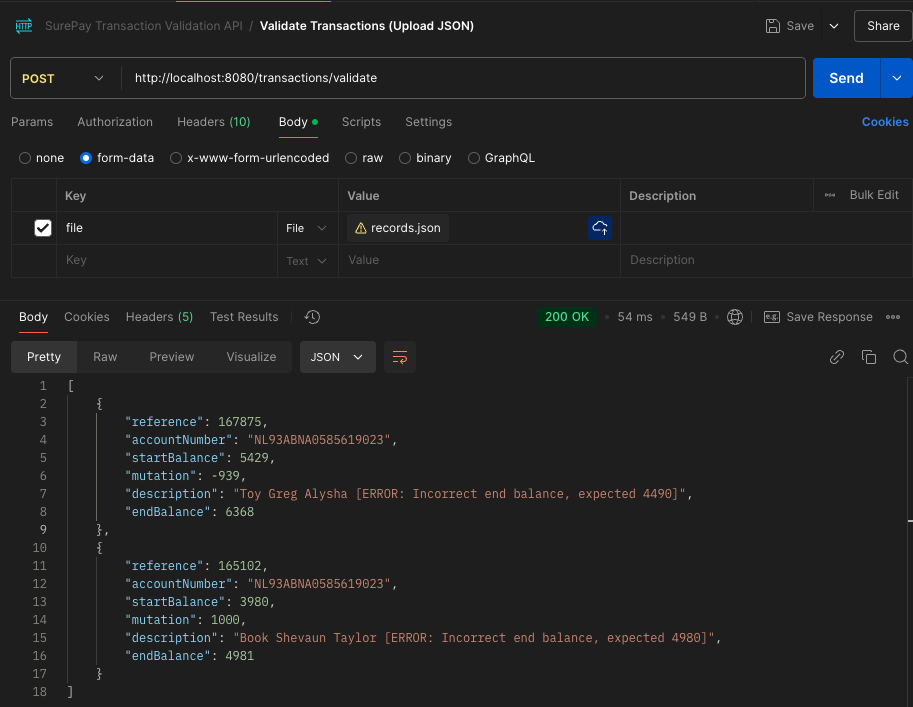 HTTP SurePay Transaction Validation API / Validate Transactions (Upload JSON) Save Share
POST http://localhost:8080/transactions/validate Send
Params Authorization Headers (10) Body Scripts Settings Cookies
none form-data x-www-form-urlencoded raw binary GraphQL
Key Value Description Bulk Edit
file File records.json
Key Text Value Description
Body Cookies Headers (5) Test Results 200 OK 54 ms 549 B e.g. Save Response
Pretty Raw Preview Visualize JSON
1 [
2 {
3 "reference": 167875,
4 "accountNumber": "NL93ABNA0585619023",
5 "startBalance": 5429,
6 "mutation": -939,
7 "description": "Toy Greg Alysha [ERROR: Incorrect end balance, expected 4490]",
8 "endBalance": 6368
9 },
10 {
11 "reference": 165102,
12 "accountNumber": "NL93ABNA0585619023",
13 "startBalance": 3980,
14 "mutation": 1000,
15 "description": "Book Shevaun Taylor [ERROR: Incorrect end balance, expected 4980]",
16 "endBalance": 4981
17 }
18 ]